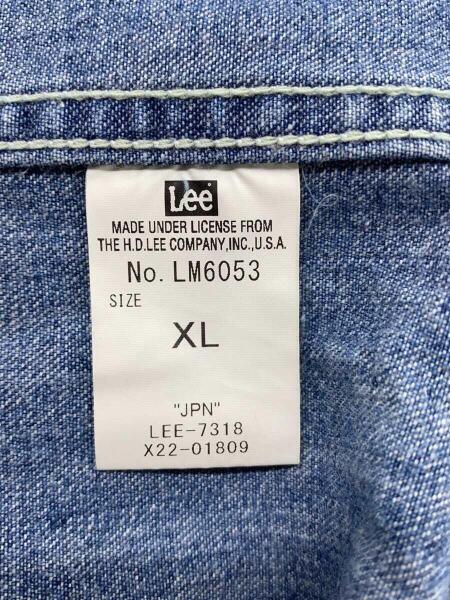 Lee
MADE UNDER LICENSE FROM
THE H.D.LEE COMPANY,INC.,U.S.A.
No. LM6053
SIZE
XL
"JPN"
LEE-7318
X22-01809